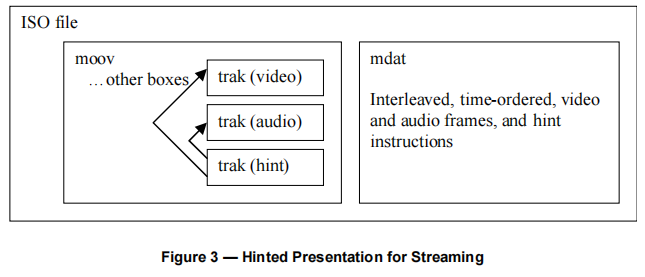 ISO file
moov
…other boxes
trak (video)
trak (audio)
trak (hint)
mdat
Interleaved, time-ordered, video
and audio frames, and hint
instructions
Figure 3 — Hinted Presentation for Streaming